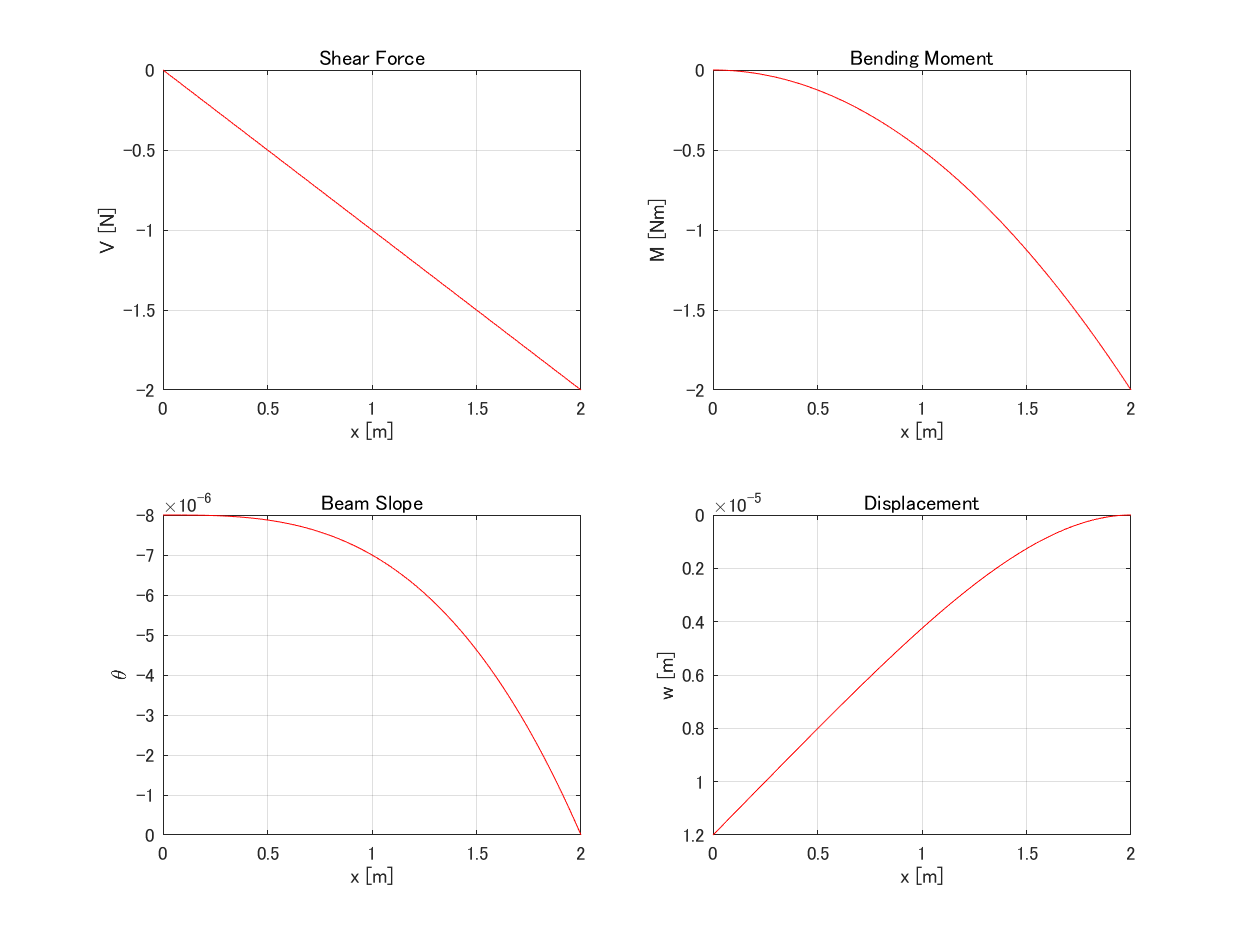 Shear Force
0
−0.5
−1
−1.5
−2
V [N]
0 0.5 1 1.5 2
x [m]
Bending Moment
0
−0.5
−1
−1.5
−2
M [Nm]
0 0.5 1 1.5 2
x [m]
×10−6
Beam Slope
−8
−7
−6
−5
−4
−3
−2
−1
0
θ
0 0.5 1 1.5 2
x [m]
×10−5
Displacement
0
0.2
0.4
0.6
0.8
1
1.2
w [m]
0 0.5 1 1.5 2
x [m]